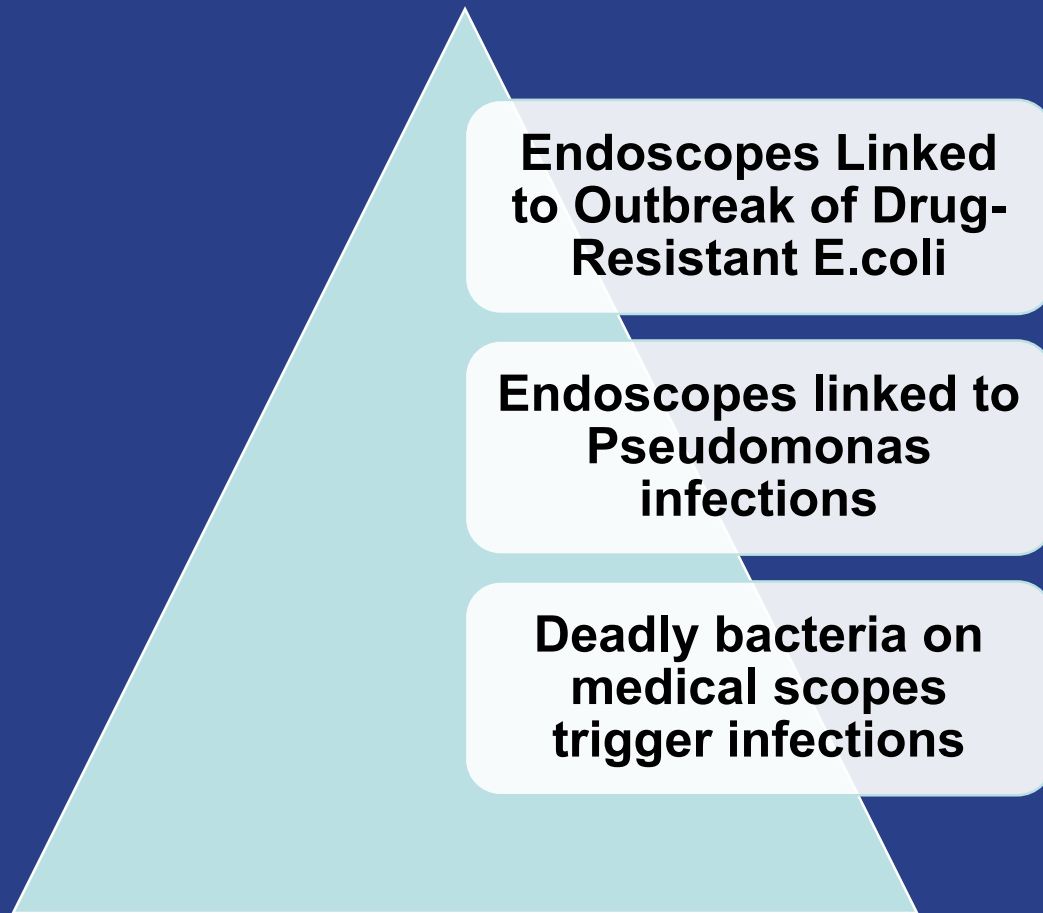 Endoscopes Linked
to Outbreak of Drug-
Resistant E.coli
Endoscopes linked to
Pseudomonas
infections
Deadly bacteria on
medical scopes
trigger infections